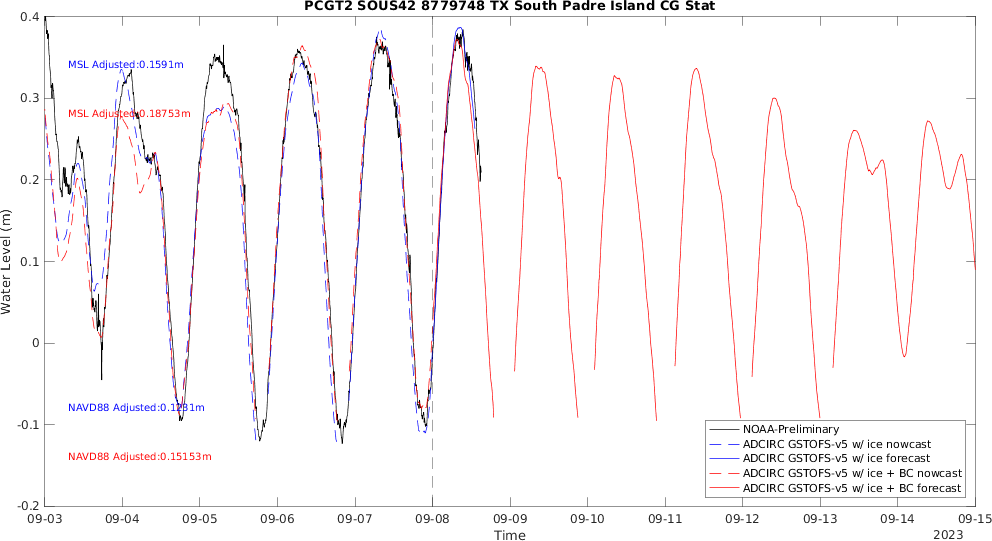 PCGT2 SOUS42 8779748 TX South Padre Island CG Stat
Water Level (m)
0.4
0.3
0.2
0.1
0
-0.1
-0.2
MSL Adjusted:0.1591m
MSL Adjusted:0.18753m
NAVD88 Adjusted:0.1231m
NAVD88 Adjusted:0.15153m
NOAA-Preliminary
ADCIRC GSTOFS-v5 w/ ice nowcast
ADCIRC GSTOFS-v5 w/ ice forecast
ADCIRC GSTOFS-v5 w/ ice + BC nowcast
ADCIRC GSTOFS-v5 w/ ice + BC forecast
09-03 09-04 09-05 09-06 09-07 09-08 09-09 09-10 09-11 09-12 09-13 09-14 09-15
Time
2023